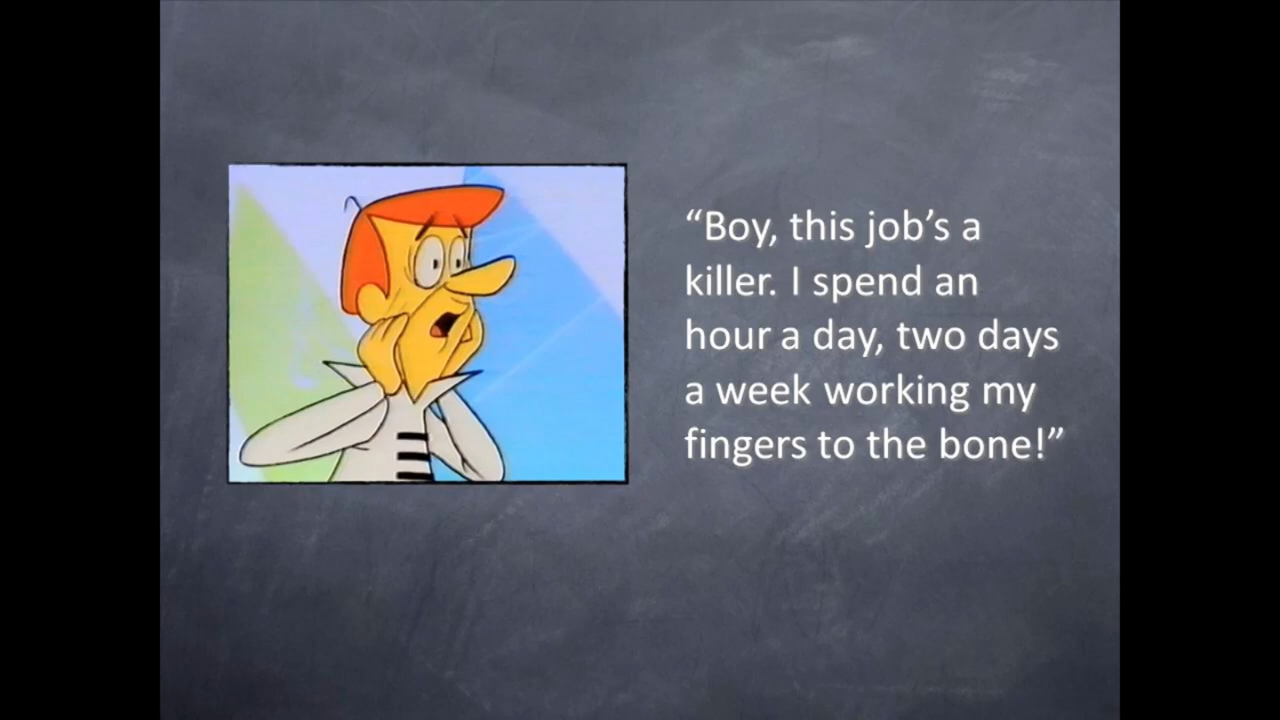 “Boy, this job’s a
killer. I spend an
hour a day, two days
a week working my
fingers to the bone!”